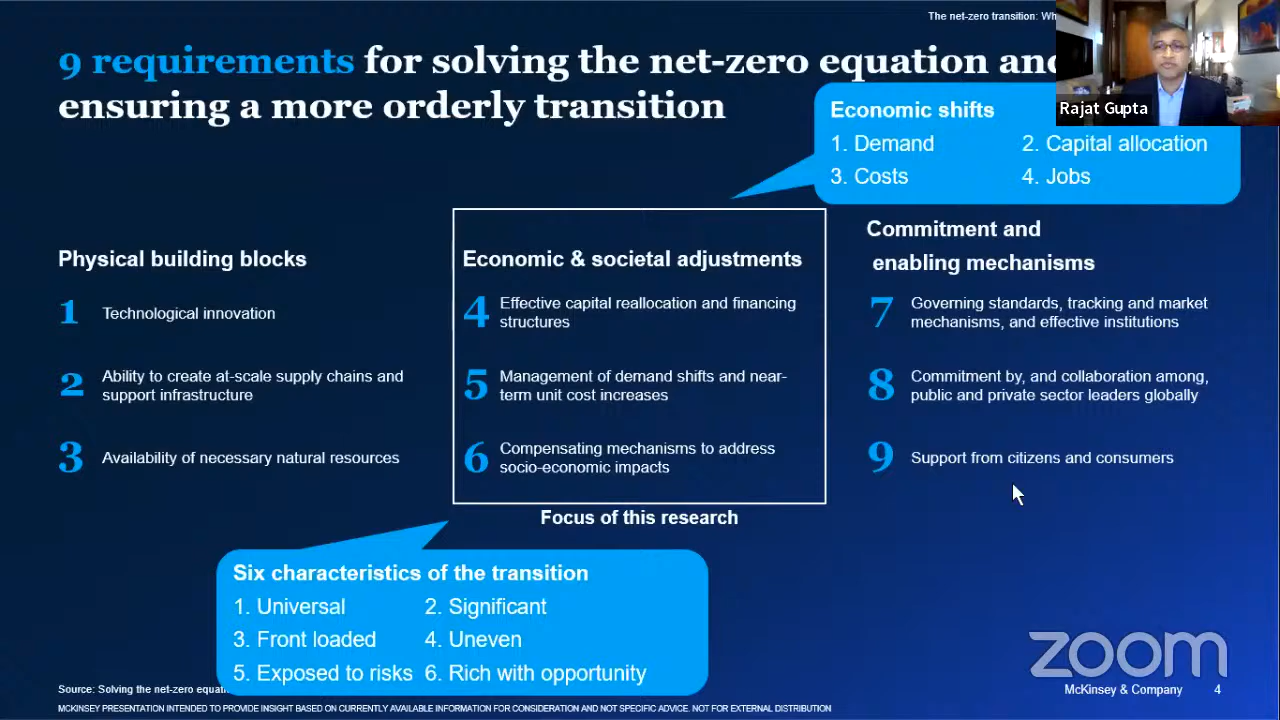 The net-zero transition:
9 requirements for solving the net-zero equation
ensuring a more orderly transition
Rajat Gupta
Economic shifts
1. Demand
2. Capital allocation
3. Costs
4. Jobs
Physical building blocks
1 Technological innovation
2 Ability to create at-scale supply chains and
support infrastructure
3 Availability of necessary natural resources
Economic & societal adjustments
4 Effective capital reallocation and financing
structures
5 Management of demand shifts and near-
term unit cost increases
6 Compensating mechanisms to address
socio-economic impacts
Focus of this research
Commitment and
enabling mechanisms
7 Governing standards, tracking and market
mechanisms, and effective institutions
8 Commitment by, and collaboration among,
public and private sector leaders globally
9 Support from citizens and consumers
Six characteristics of the transition
1. Universal
2. Significant
3. Front loaded
4. Uneven
5. Exposed to risks
6. Rich with opportunity
zoom
Source: Solving the net-zero
McKinsey & Company 4
MCKINSEY PRESENTATION INTENDED TO PROVIDE INSIGHT BASED ON CURRENTLY AVAILABLE INFORMATION FOR CONSIDERATION AND NOT SPECIFIC ADVICE. NOT FOR EXTERNAL DISTRIBUTION